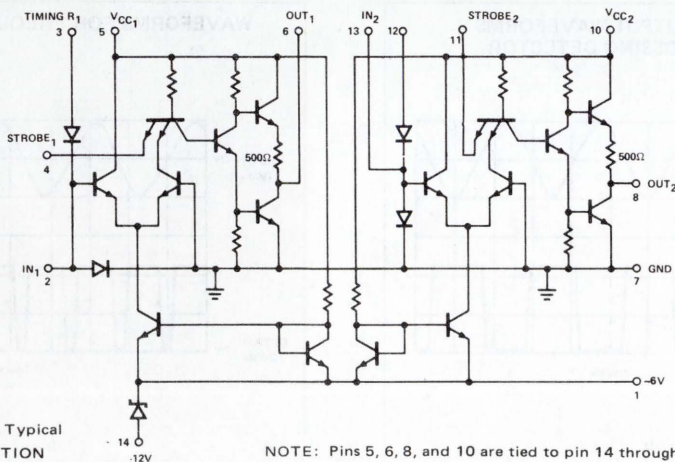 TIMING R1 VCC1 OUT1 IN2 STROBE2 VCC2
3 5 6 13 12 11 10
STROBE1
4
500Ω 500Ω
OUT2
8
IN1
2
GND
7
-6V
1
Typical
14
TION
-12V
NOTE: Pins 5, 6, 8, and 10 are tied to pin 14 through